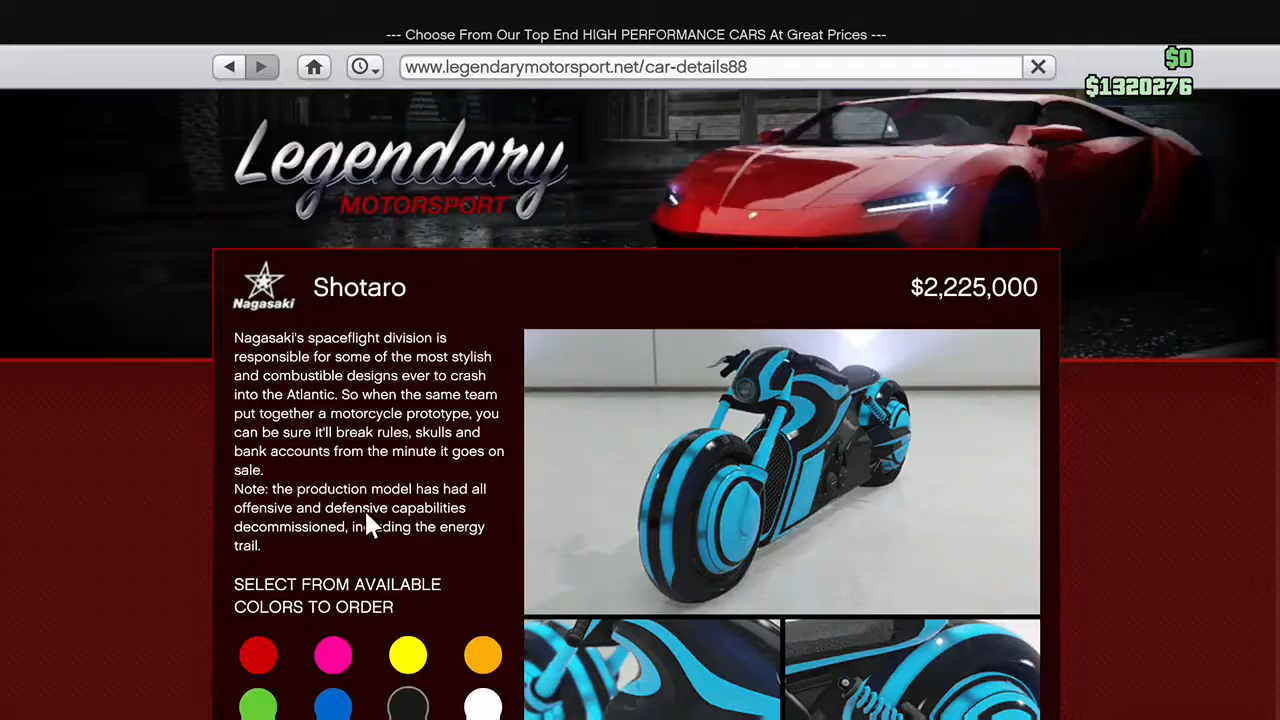 --- Choose From Our Top End HIGH PERFORMANCE CARS At Great Prices ---
www.legendarymotorsport.net/car-details88
$0
$1320276
Legendary
MOTORSPORT
Nagasaki
Shotaro
$2,225,000
Nagasaki's spaceflight division is
responsible for some of the most stylish
and combustible designs ever to crash
into the Atlantic. So when the same team
put together a motorcycle prototype, you
can be sure it'll break rules, skulls and
bank accounts from the minute it goes on
sale.
Note: the production model has had all
offensive and defensive capabilities
decommissioned, including the energy
trail.
SELECT FROM AVAILABLE
COLORS TO ORDER